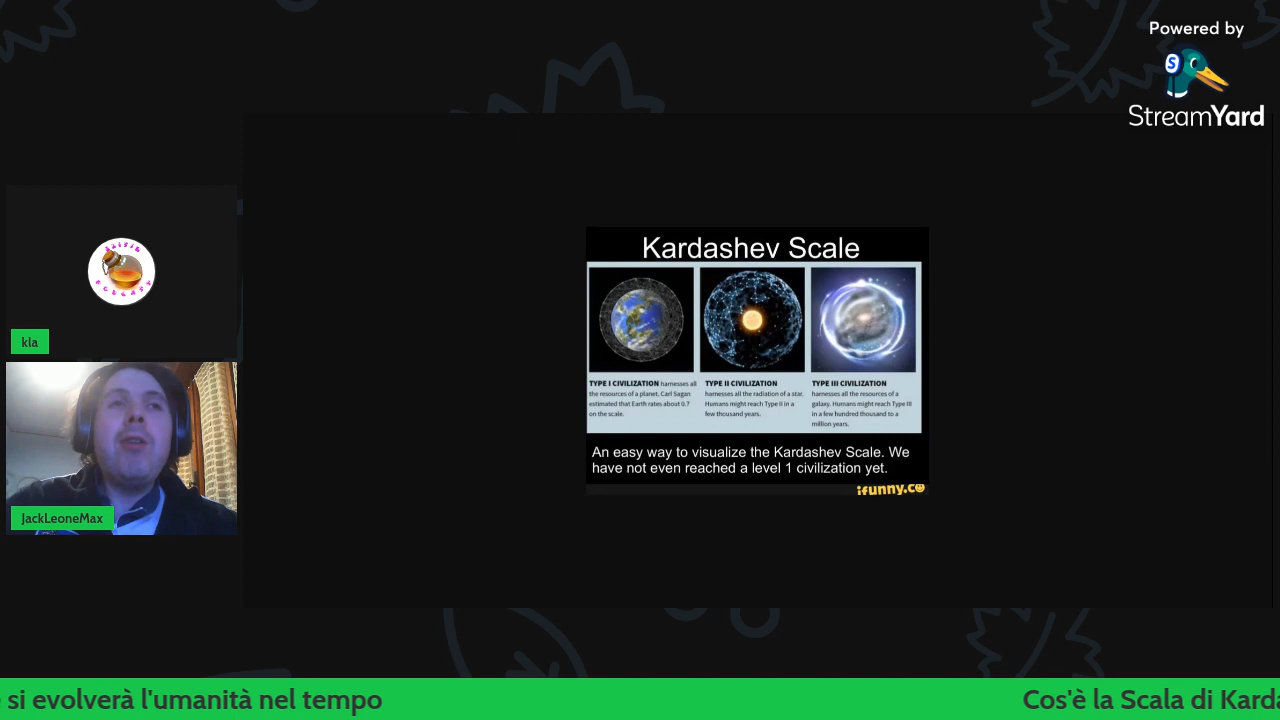 Powered by
StreamYard
kla
JackLeoneMax
Kardashev Scale
TYPE I CIVILIZATION harnesses all
the resources of a planet. Carl Sagan
estimated that Earth rates about 0.7
on the scale.
TYPE II CIVILIZATION
harnesses all the radiation of a star.
Humans might reach Type II in a
few thousand years.
TYPE III CIVILIZATION
harnesses all the resources of a
galaxy. Humans might reach Type III
in a few hundred thousand to a
million years.
An easy way to visualize the Kardashev Scale. We
have not even reached a level 1 civilization yet.
ifunny.co
si evolverà l'umanità nel tempo
Cos'è la Scala di Karda